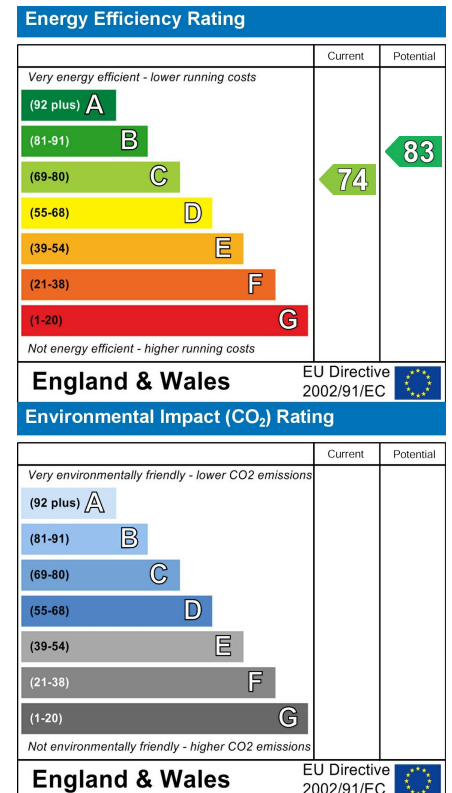 Energy Efficiency Rating
Current Potential
Very energy efficient - lower running costs
(92 plus) A
(81-91) B
83
(69-80) C
74
(55-68) D
(39-54) E
(21-38) F
(1-20) G
Not energy efficient - higher running costs
England & Wales
EU Directive
2002/91/EC
Environmental Impact (CO₂) Rating
Current Potential
Very environmentally friendly - lower CO2 emissions
(92 plus) A
(81-91) B
(69-80) C
(55-68) D
(39-54) E
(21-38) F
(1-20) G
Not environmentally friendly - higher CO2 emissions
England & Wales
EU Directive
2002/91/EC